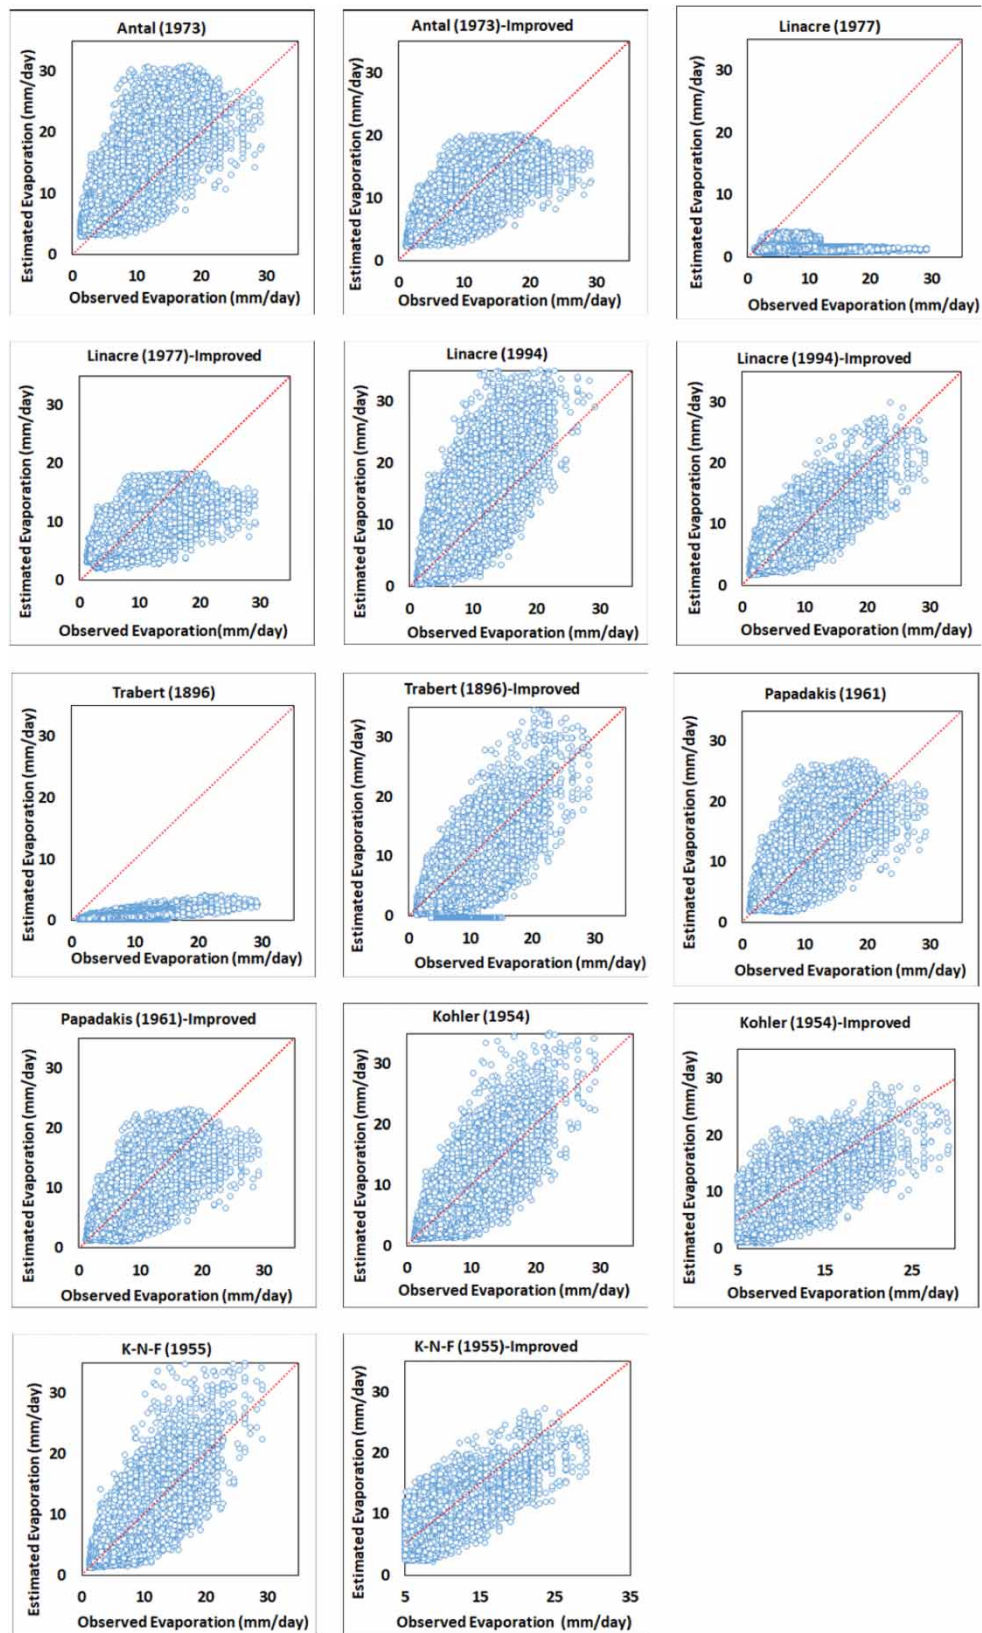 Antal (1973)
Estimated Evaporation (mm/day)
30
20
10
0
0 10 20 30
Observed Evaporation (mm/day)
Antal (1973)-Improved
Estimated Evaporation (mm/day)
30
20
10
0
0 10 20 30
Obsrved Evaporation (mm/day)
Linacre (1977)
Estimated Evaporation (mm/day)
30
20
10
0
0 10 20 30
Observed Evaporation (mm/day)
Linacre (1977)-Improved
Estimated Evaporation (mm/day)
30
20
10
0
0 10 20 30
Observed Evaporation(mm/day)
Linacre (1994)
Estimated Evaporation (mm/day)
30
20
10
0
0 10 20 30
Observed Evaporation (mm/day)
Linacre (1994)-Improved
Estimated Evaporation (mm/day)
30
20
10
0
0 10 20 30
Observed Evaporation (mm/day)
Trabert (1896)
Estimated Evaporation (mm/day)
30
20
10
0
0 10 20 30
Observed Evaporation (mm/day)
Trabert (1896)-Improved
Estimated Evaporation (mm/day)
30
20
10
0
0 10 20 30
Observed Evaporation (mm/day)
Papadakis (1961)
Estimated Evaporation (mm/day)
30
20
10
0
0 10 20 30
Observed Evaporation (mm/day)
Papadakis (1961)-Improved
Estimated Evaporation (mm/day)
30
20
10
0
0 10 20 30
Observed Evaporation (mm/day)
Kohler (1954)
Estimated Evaporation (mm/day)
30
20
10
0
0 10 20 30
Observed Evaporation (mm/day)
Kohler (1954)-Improved
Estimated Evaporation (mm/day)
30
20
10
0
5 15 25
Observed Evaporation (mm/day)
K-N-F (1955)
Estimated Evaporation (mm/day)
30
20
10
0
0 10 20 30
Observed Evaporation (mm/day)
K-N-F (1955)-Improved
Estimated Evaporation (mm/day)
30
20
10
0
5 15 25 35
Observed Evaporation (mm/day)